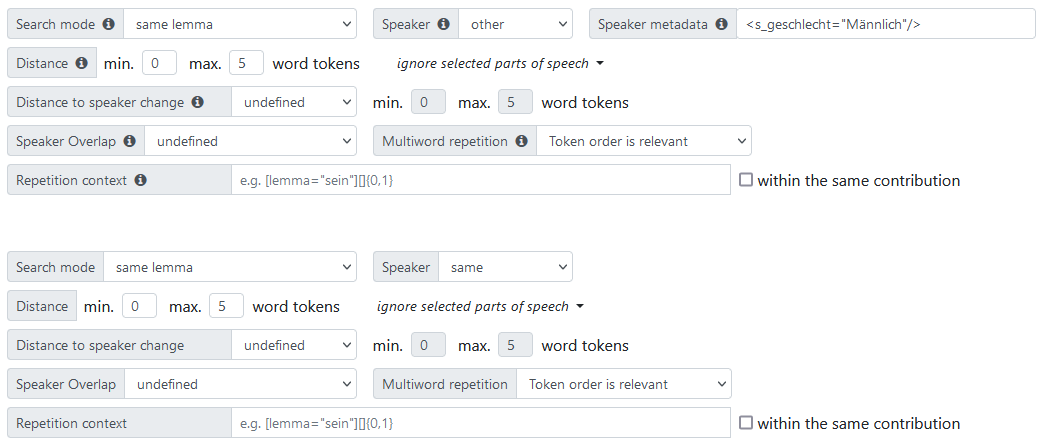 Search mode same lemma Speaker other Speaker metadata <s_geschlecht="Männlich"/>
Distance min. 0 max. 5 word tokens ignore selected parts of speech
Distance to speaker change undefined min. 0 max. 5 word tokens
Speaker Overlap undefined Multiword repetition Token order is relevant
Repetition context e.g. [lemma="sein"][]{0,1} within the same contribution
Search mode same lemma Speaker same
Distance min. 0 max. 5 word tokens ignore selected parts of speech
Distance to speaker change undefined min. 0 max. 5 word tokens
Speaker Overlap undefined Multiword repetition Token order is relevant
Repetition context e.g. [lemma="sein"][]{0,1} within the same contribution